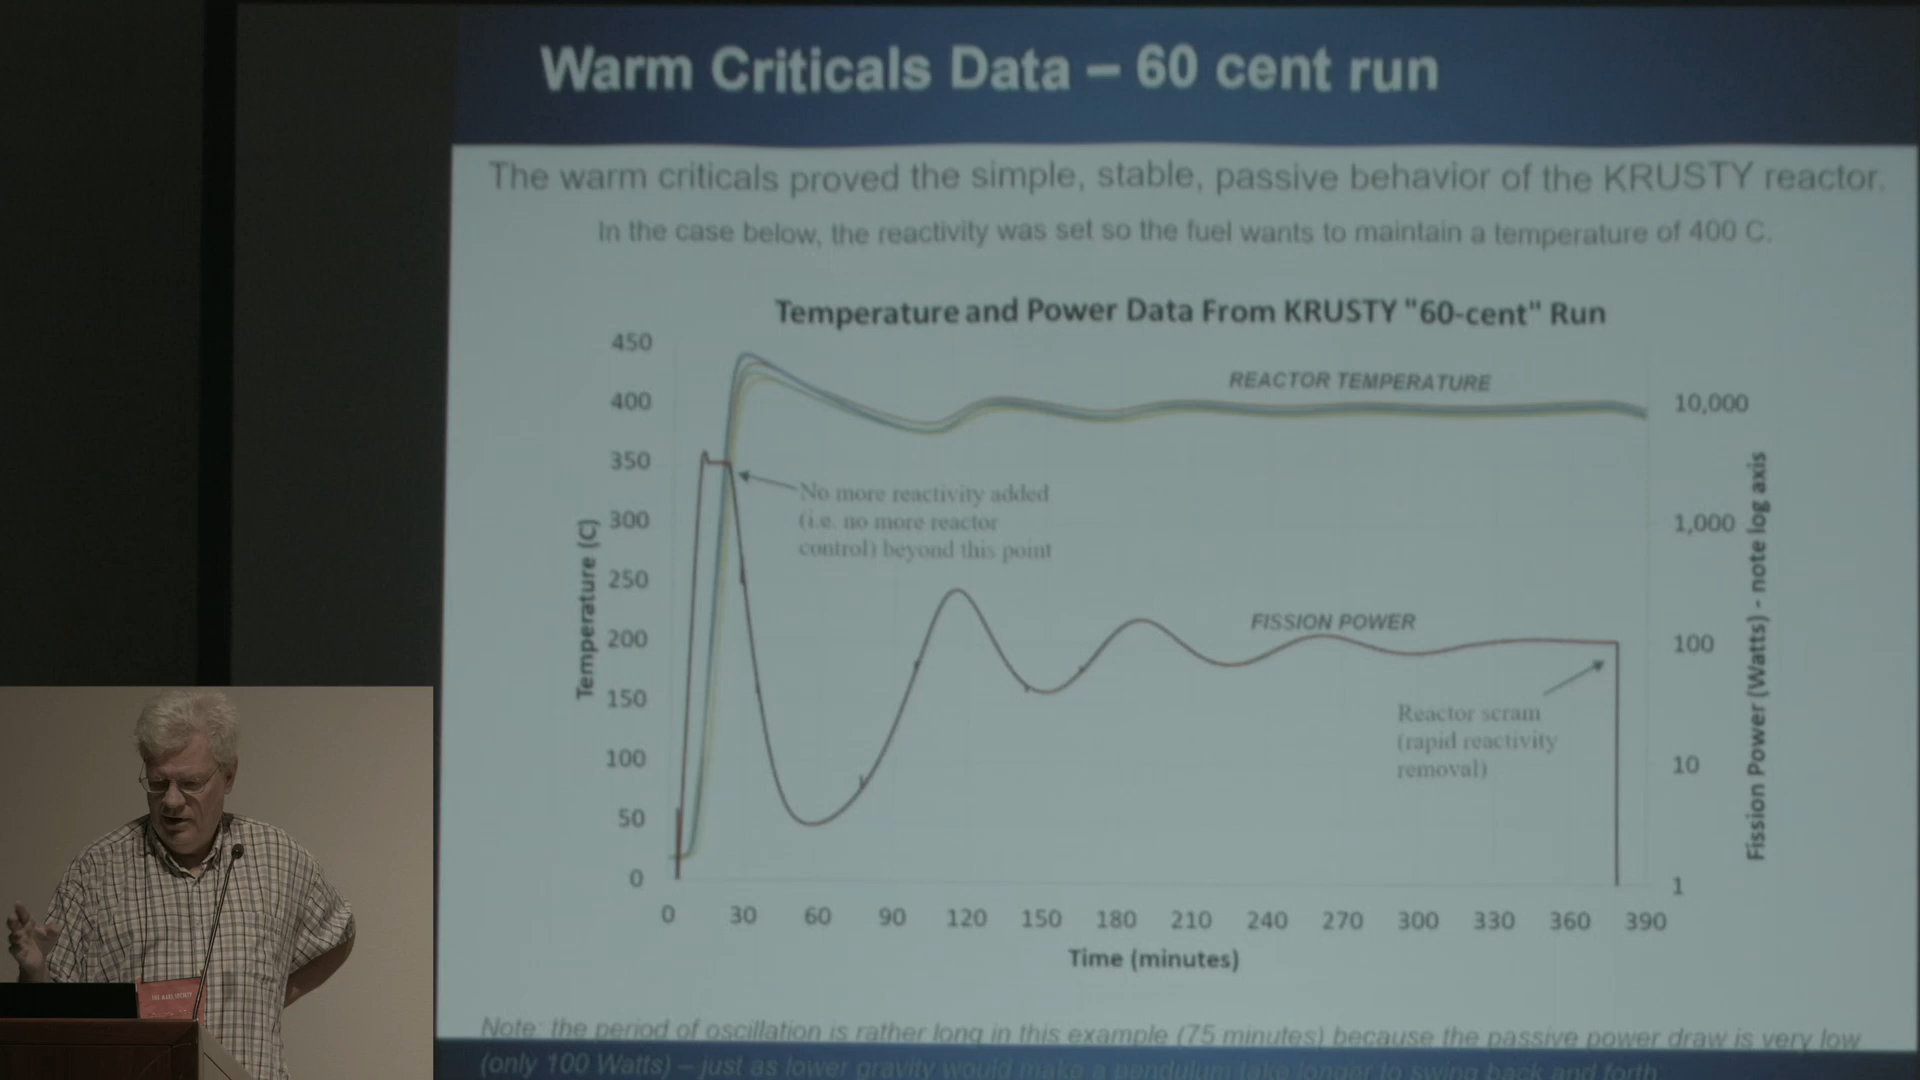 Warm Criticals Data – 60 cent run
The warm criticals proved the simple, stable, passive behavior of the KRUSTY reactor.
In the case below, the reactivity was set so the fuel wants to maintain a temperature of 400 C.
Temperature and Power Data From KRUSTY "60-cent" Run
450
400
350
300
250
200
150
100
50
0
Temperature (C)
REACTOR TEMPERATURE
No more reactivity added
(i.e. no more reactor
control) beyond this point
FISSION POWER
Reactor scram
(rapid reactivity
removal)
10,000
1,000
100
10
1
Fission Power (Watts) - note log axis
0 30 60 90 120 150 180 210 240 270 300 330 360 390
Time (minutes)
Note: the period of oscillation is rather long in this example (75 minutes) because the passive power draw is very low
(only 100 Watts) – just as lower gravity would make a pendulum take longer to swing back and forth
THE MARS SOCIETY